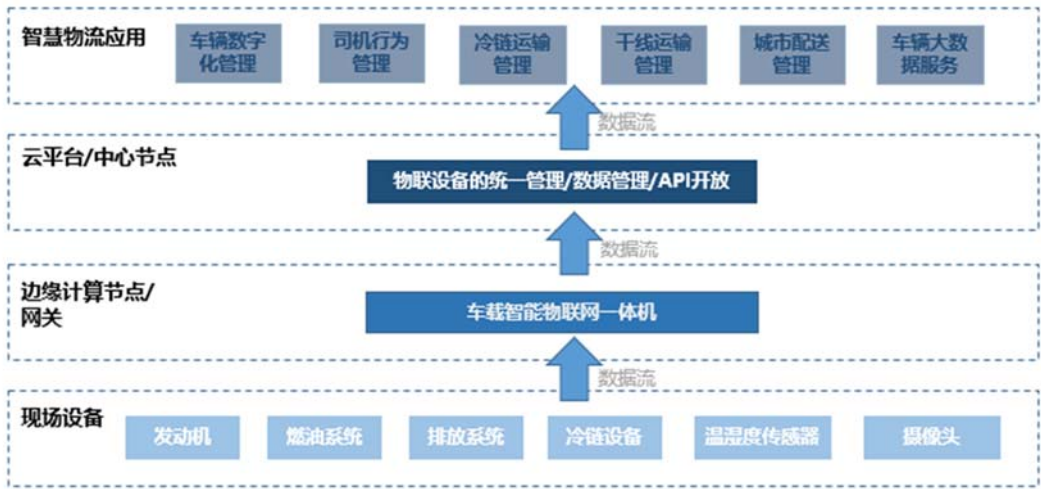 智慧物流应用
车辆数字
化管理
司机行为
管理
冷链运输
管理
干线运输
管理
城市配送
管理
车辆大数
据服务
数据流
云平台/中心节点
物联设备的统一管理/数据管理/API开放
数据流
边缘计算节点/
网关
车载智能物联网一体机
数据流
现场设备
发动机
燃油系统
排放系统
冷链设备
温湿度传感器
摄像头